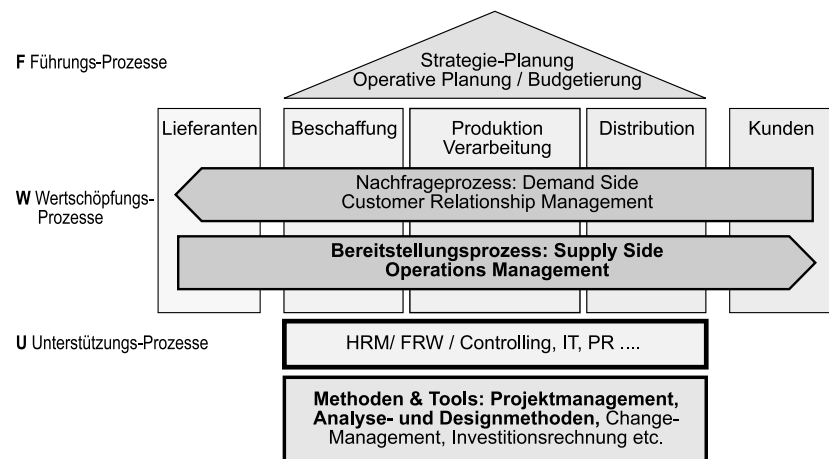 F Führungs-Prozesse
Strategie-Planung
Operative Planung / Budgetierung
Lieferanten
Beschaffung
Produktion
Verarbeitung
Distribution
Kunden
Nachfrageprozess: Demand Side
Customer Relationship Management
W Wertschöpfungs-
Prozesse
Bereitstellungsprozess: Supply Side
Operations Management
U Unterstützungs-Prozesse
HRM/ FRW / Controlling, IT, PR ....
Methoden & Tools: Projektmanagement,
Analyse- und Designmethoden, Change-
Management, Investitionsrechnung etc.